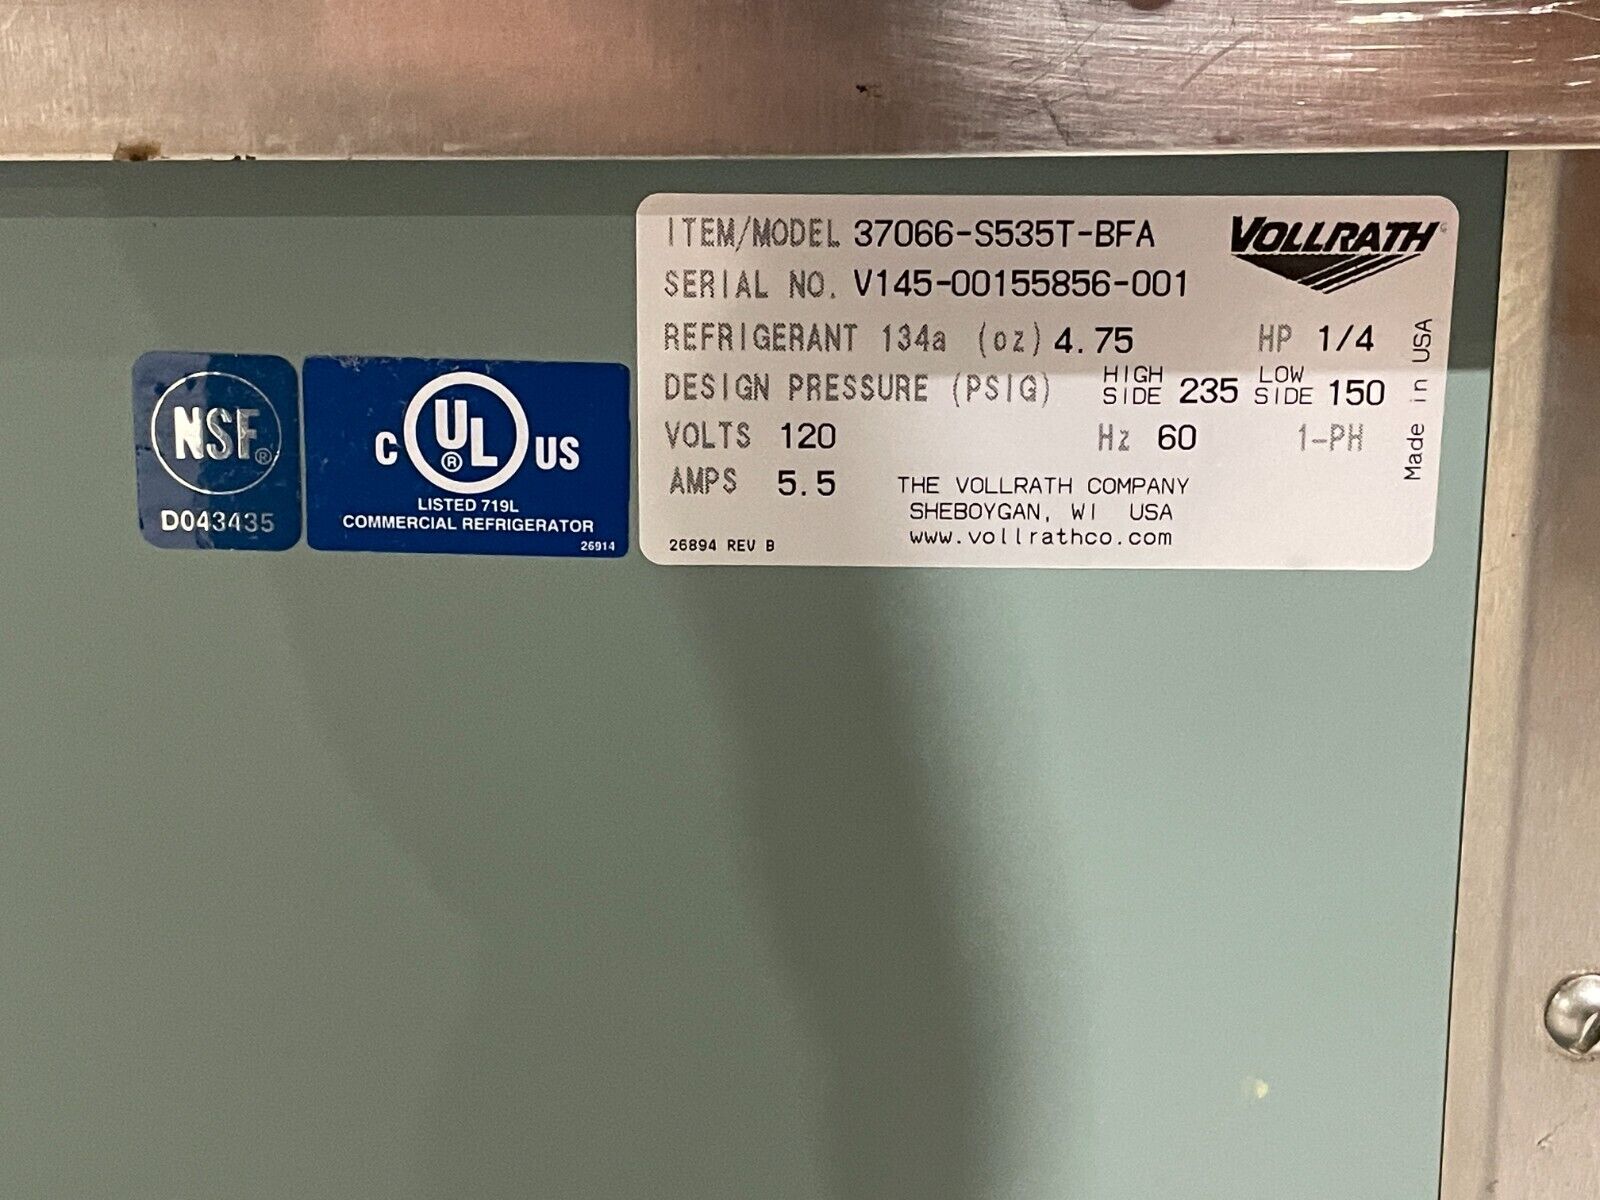 ITEM/MODEL 37066-S535T-BFA
VOLLRATH
SERIAL NO. V145-00155856-001
REFRIGERANT 134a (oz) 4.75 HP 1/4
DESIGN PRESSURE (PSIG) HIGH SIDE 235 LOW SIDE 150
VOLTS 120 Hz 60 1-PH
AMPS 5.5
THE VOLLRATH COMPANY
SHEBOYGAN, WI USA
www.vollrathco.com
26894 REV B
Made in USA
NSF®
D043435
C UL® US
LISTED 719L
COMMERCIAL REFRIGERATOR
26914